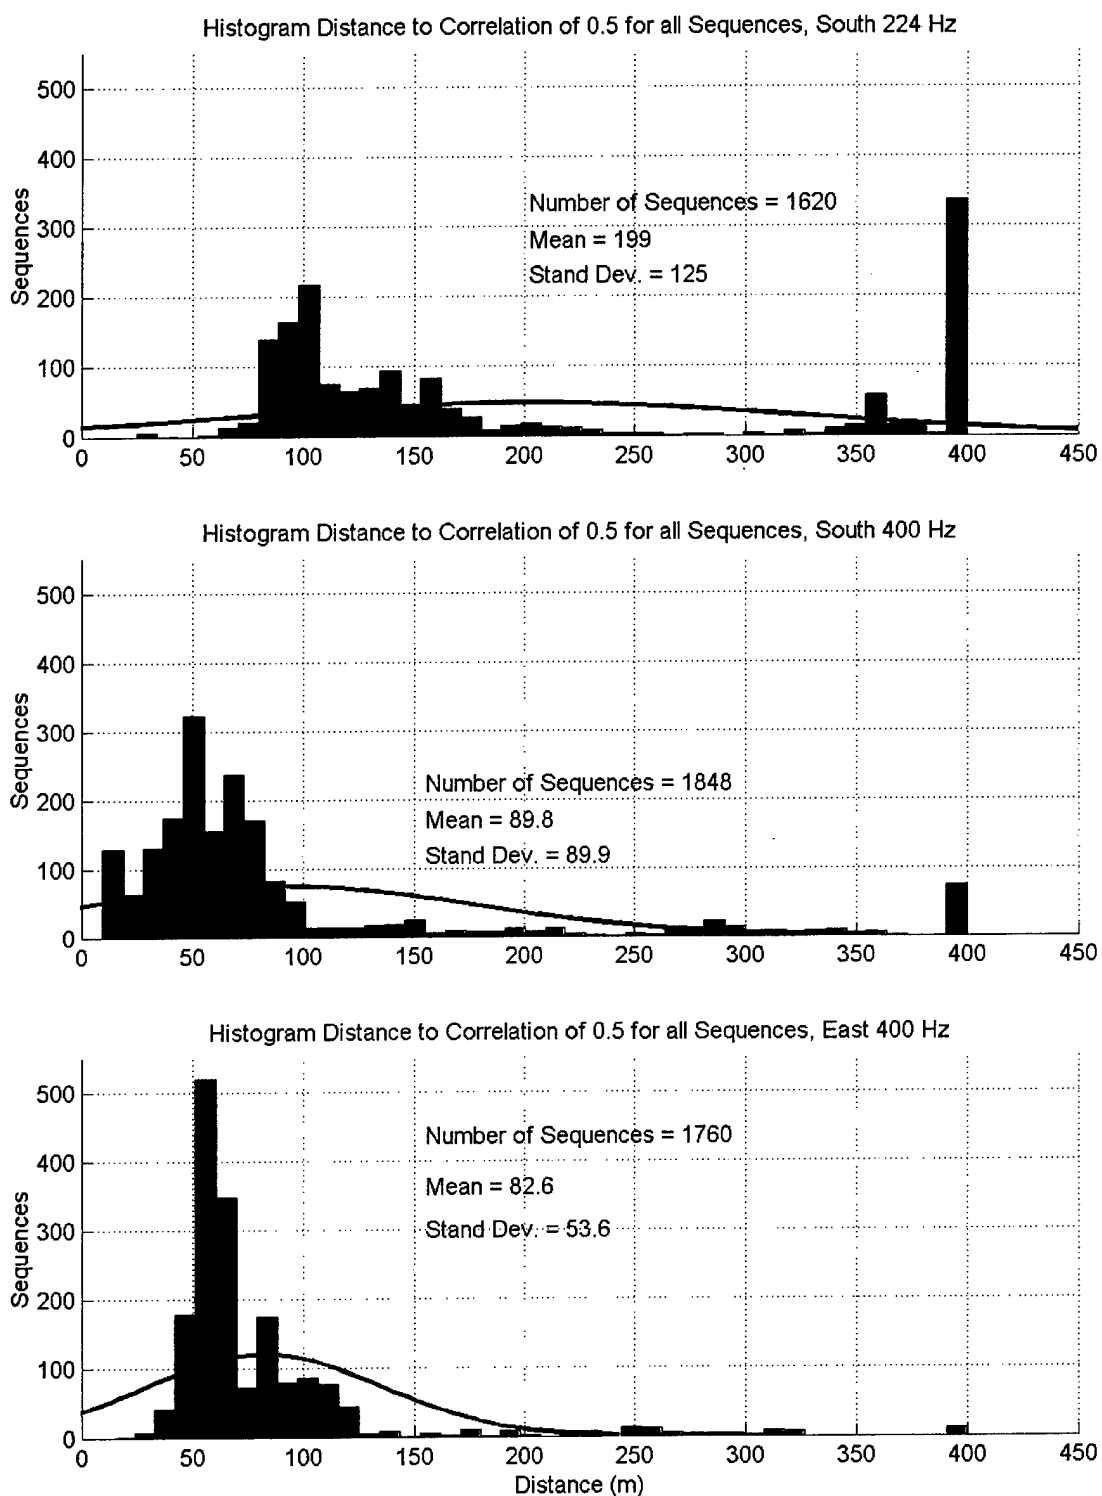 Histogram Distance to Correlation of 0.5 for all Sequences, South 224 Hz
Sequences
500
400
300
200
100
0
Number of Sequences = 1620
Mean = 199
Stand Dev. = 125
0 50 100 150 200 250 300 350 400 450
Histogram Distance to Correlation of 0.5 for all Sequences, South 400 Hz
Sequences
500
400
300
200
100
0
Number of Sequences = 1848
Mean = 89.8
Stand Dev. = 89.9
0 50 100 150 200 250 300 350 400 450
Histogram Distance to Correlation of 0.5 for all Sequences, East 400 Hz
Sequences
500
400
300
200
100
0
Number of Sequences = 1760
Mean = 82.6
Stand Dev. = 53.6
0 50 100 150 200 250 300 350 400 450
Distance (m)